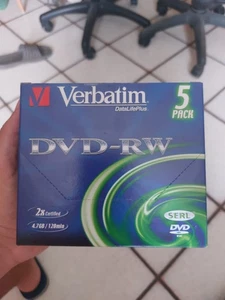 Verbatim
DataLifePlus
5
PACK
DVD-RW
2x Certified
4.7GB / 120min
SERL
DVD